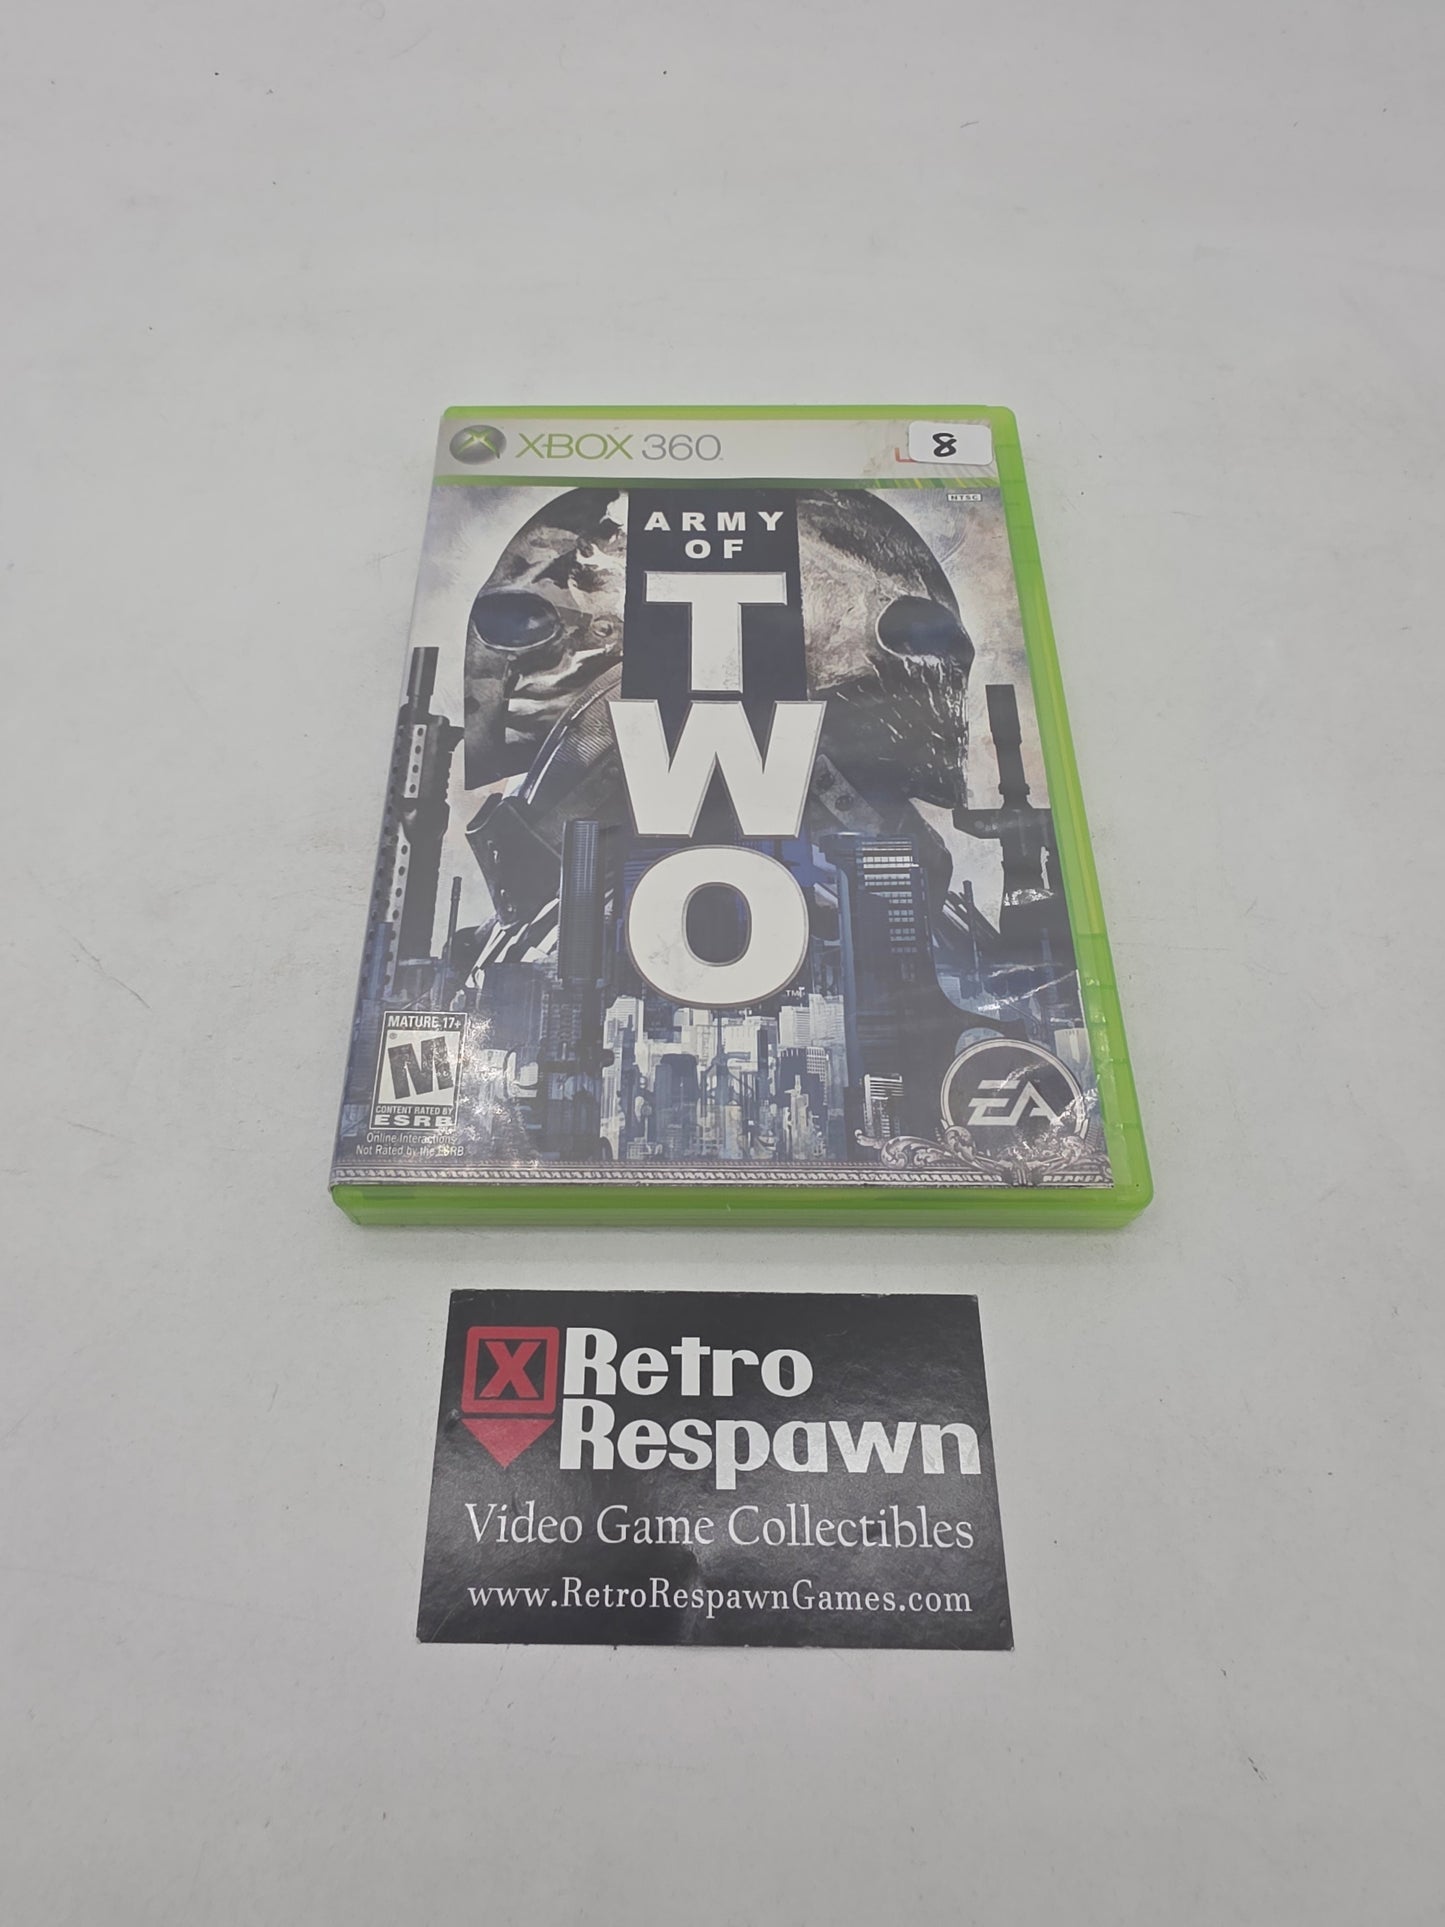 XBOX 360
8
NTSC
ARMY
OF
TWO
TM
MATURE 17+
M
CONTENT RATED BY
ESRB
Online Interactions
Not Rated by the ESRB
EA
X Retro
Respawn
Video Game Collectibles
www.RetroRespawnGames.com